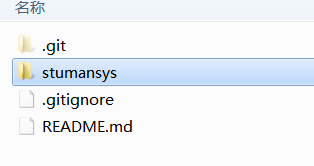 名称
.git
stumansys
.gitignore
README.md